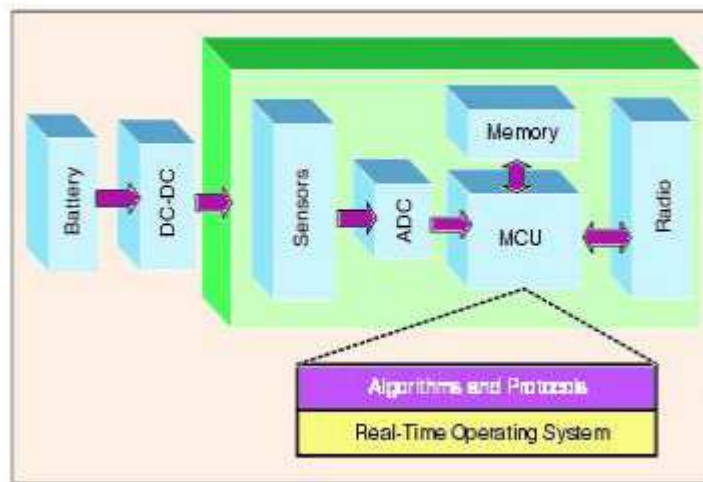 Battery
DC-DC
Sensors
ADC
Memory
MCU
Radio
Algorithms and Protocols
Real-Time Operating System